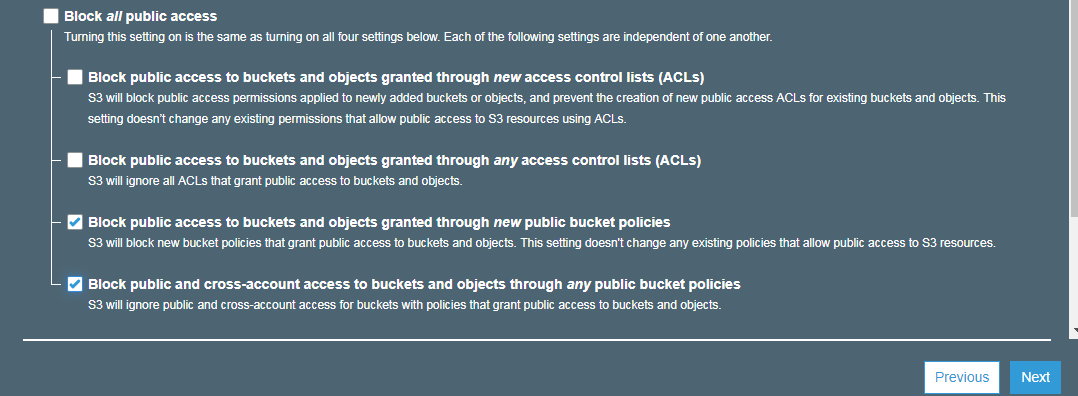 Block all public access
Turning this setting on is the same as turning on all four settings below. Each of the following settings are independent of one another.
Block public access to buckets and objects granted through new access control lists (ACLs)
S3 will block public access permissions applied to newly added buckets or objects, and prevent the creation of new public access ACLs for existing buckets and objects. This
setting doesn't change any existing permissions that allow public access to S3 resources using ACLs.
Block public access to buckets and objects granted through any access control lists (ACLs)
S3 will ignore all ACLs that grant public access to buckets and objects.
Block public access to buckets and objects granted through new public bucket policies
S3 will block new bucket policies that grant public access to buckets and objects. This setting doesn't change any existing policies that allow public access to S3 resources.
Block public and cross-account access to buckets and objects through any public bucket policies
S3 will ignore public and cross-account access for buckets with policies that grant public access to buckets and objects.
Previous
Next